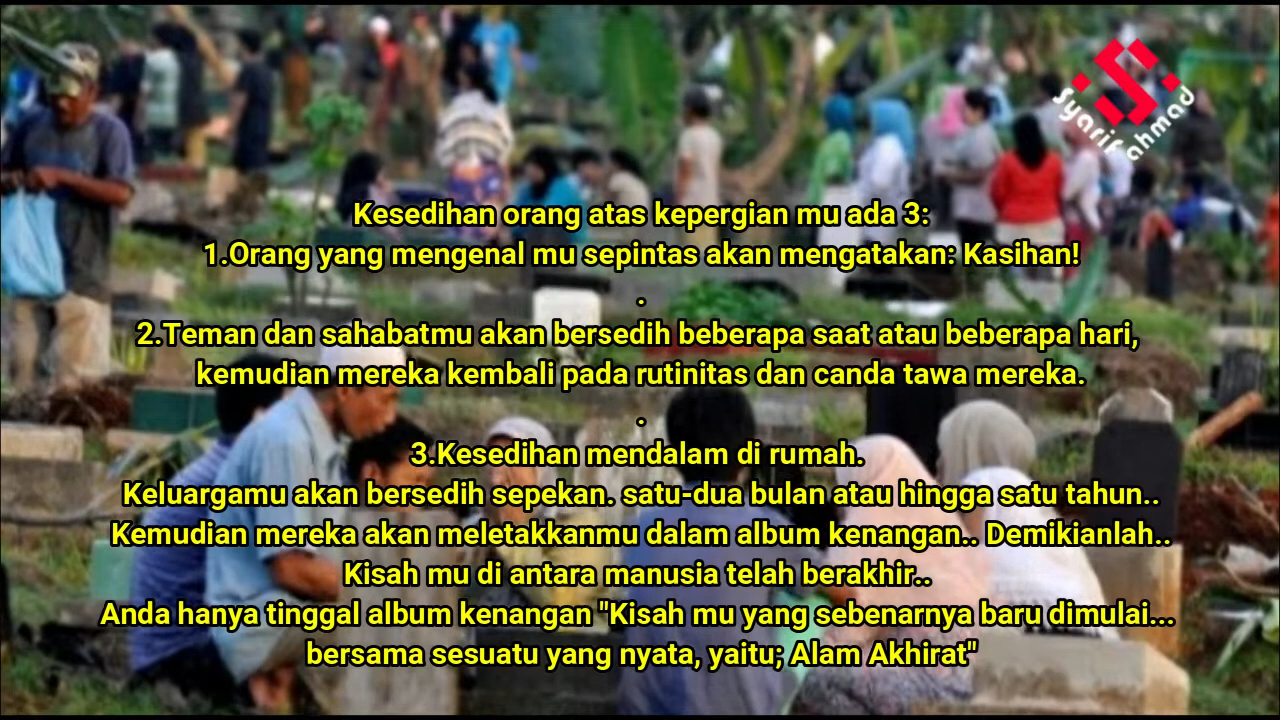 Syarif ahmad
Kesedihan orang atas kepergian mu ada 3:
1.Orang yang mengenal mu sepintas akan mengatakan: Kasihan!
.
2.Teman dan sahabatmu akan bersedih beberapa saat atau beberapa hari,
kemudian mereka kembali pada rutinitas dan canda tawa mereka.
.
3.Kesedihan mendalam di rumah.
Keluargamu akan bersedih sepekan. satu-dua bulan atau hingga satu tahun..
Kemudian mereka akan meletakkanmu dalam album kenangan.. Demikianlah..
Kisah mu di antara manusia telah berakhir..
Anda hanya tinggal album kenangan "Kisah mu yang sebenarnya baru dimulai...
bersama sesuatu yang nyata, yaitu; Alam Akhirat"